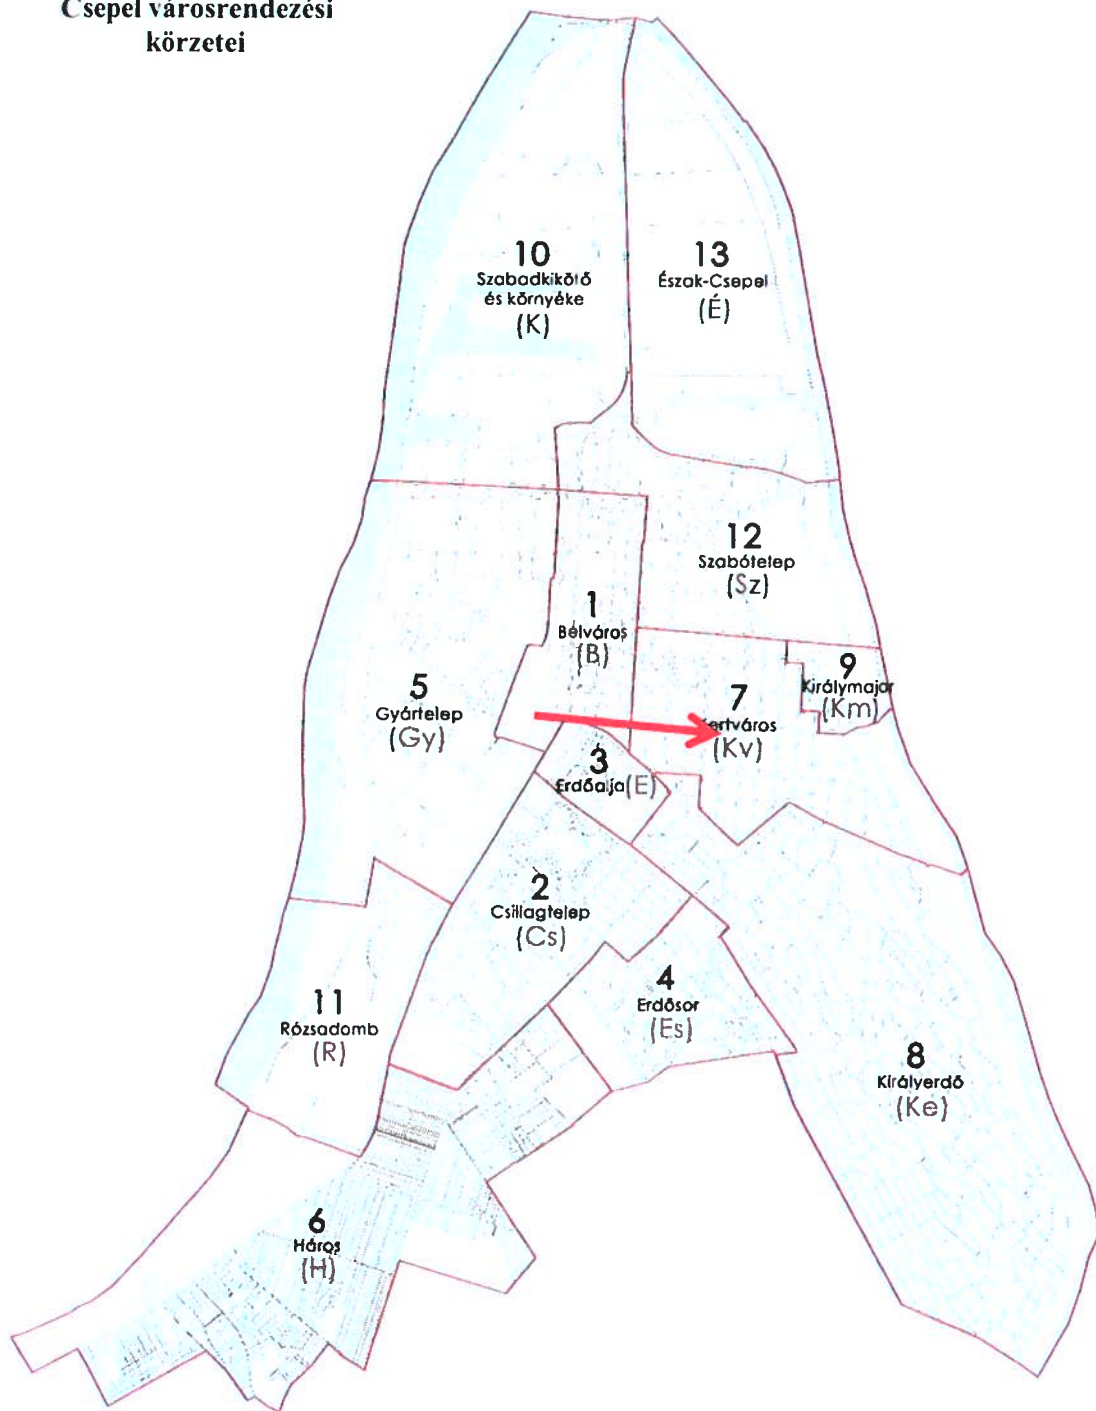 Csepel városrendezési
körzetei
10
Szabadkikötő
és környéke
(K)
13
Észak-Csepel
(É)
12
Szabótelep
(Sz)
1
Belváros
(B)
9
Királymajor
(Km)
5
Gyártelep
(Gy)
7
ertváros
(Kv)
3
Erdőalja(E)
2
Csillagtelep
(Cs)
4
Erdősor
(Es)
11
Rózsadomb
(R)
8
Királyerdő
(Ke)
6
Háros
(H)